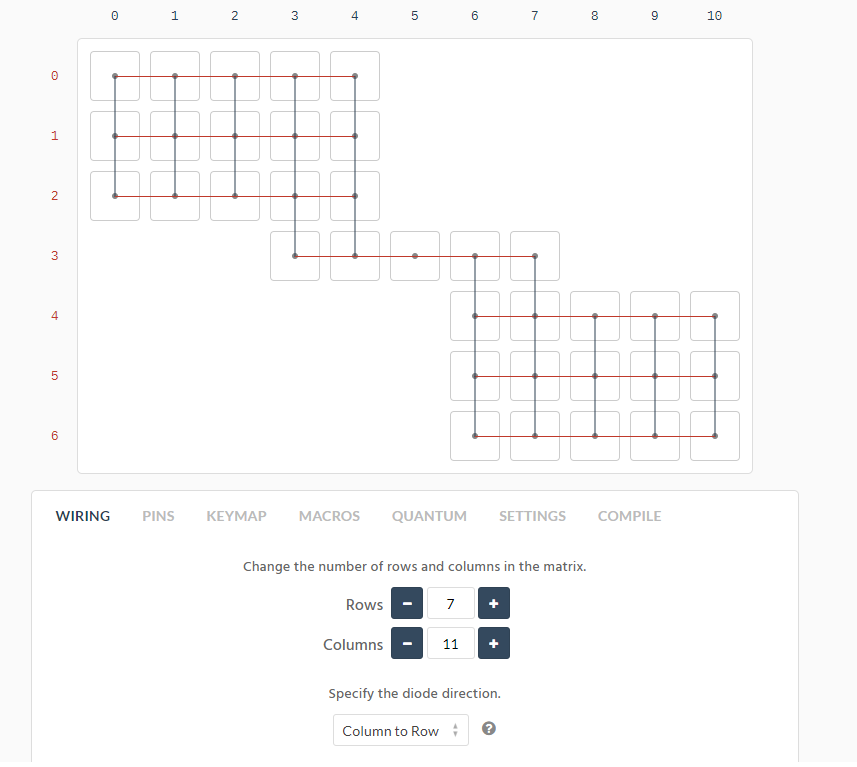 0 1 2 3 4 5 6 7 8 9 10
0
1
2
3
4
5
6
WIRING PINS KEYMAP MACROS QUANTUM SETTINGS COMPILE
Change the number of rows and columns in the matrix.
Rows − 7 +
Columns − 11 +
Specify the diode direction.
Column to Row ?